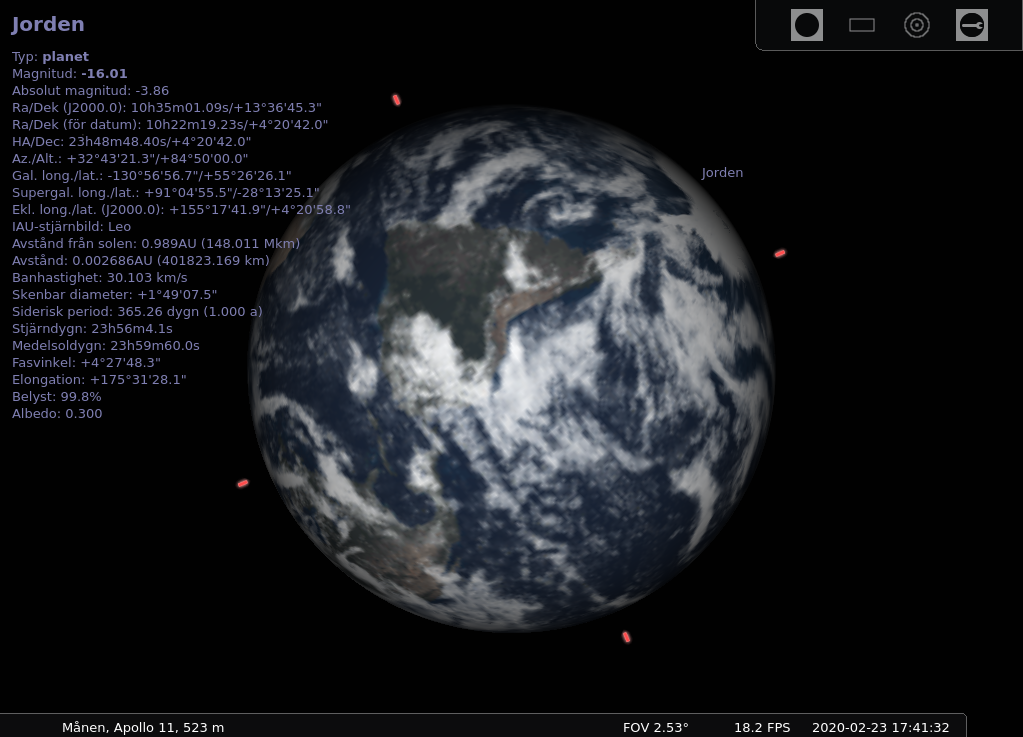 Jorden
Typ: planet
Magnitud: -16.01
Absolut magnitud: -3.86
Ra/Dek (J2000.0): 10h35m01.09s/+13°36'45.3"
Ra/Dek (för datum): 10h22m19.23s/+4°20'42.0"
HA/Dec: 23h48m48.40s/+4°20'42.0"
Az./Alt.: +32°43'21.3"/+84°50'00.0"
Gal. long./lat.: -130°56'56.7"/+55°26'26.1"
Supergal. long./lat.: +91°04'55.5"/-28°13'25.1"
Ekl. long./lat. (J2000.0): +155°17'41.9"/+4°20'58.8"
IAU-stjärnbild: Leo
Avstånd från solen: 0.989AU (148.011 Mkm)
Avstånd: 0.002686AU (401823.169 km)
Banhastighet: 30.103 km/s
Skenbar diameter: +1°49'07.5"
Siderisk period: 365.26 dygn (1.000 a)
Stjärndygn: 23h56m4.1s
Medelsoldygn: 23h59m60.0s
Fasvinkel: +4°27'48.3"
Elongation: +175°31'28.1"
Belyst: 99.8%
Albedo: 0.300
Jorden
Månen, Apollo 11, 523 m FOV 2.53° 18.2 FPS 2020-02-23 17:41:32